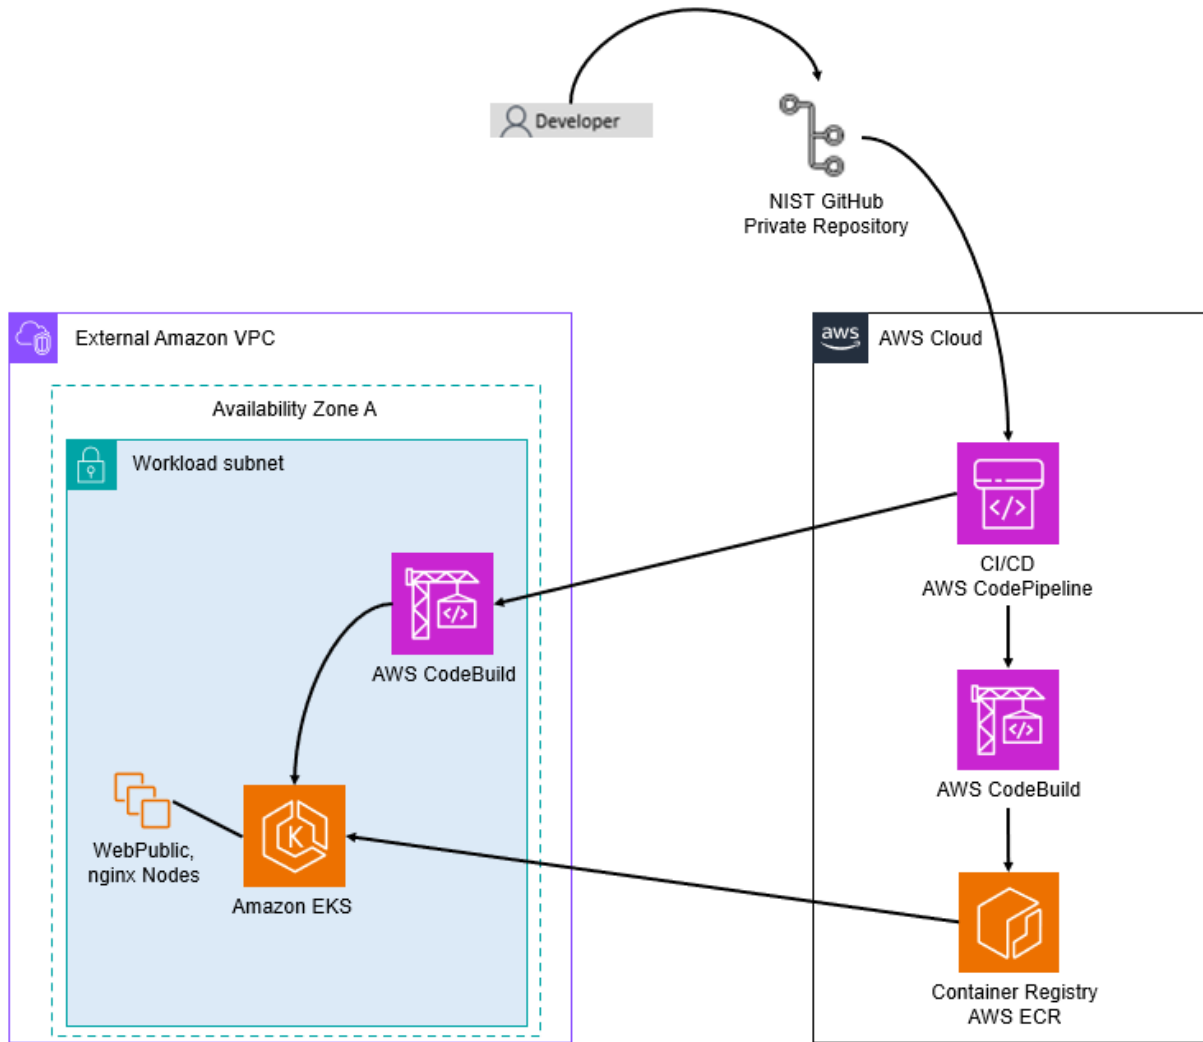 Developer
NIST GitHub
Private Repository
External Amazon VPC
aws
AWS Cloud
Availability Zone A
Workload subnet
</>
CI/CD
AWS CodePipeline
</>
AWS CodeBuild
</>
AWS CodeBuild
WebPublic,
nginx Nodes
K
Amazon EKS
Container Registry
AWS ECR